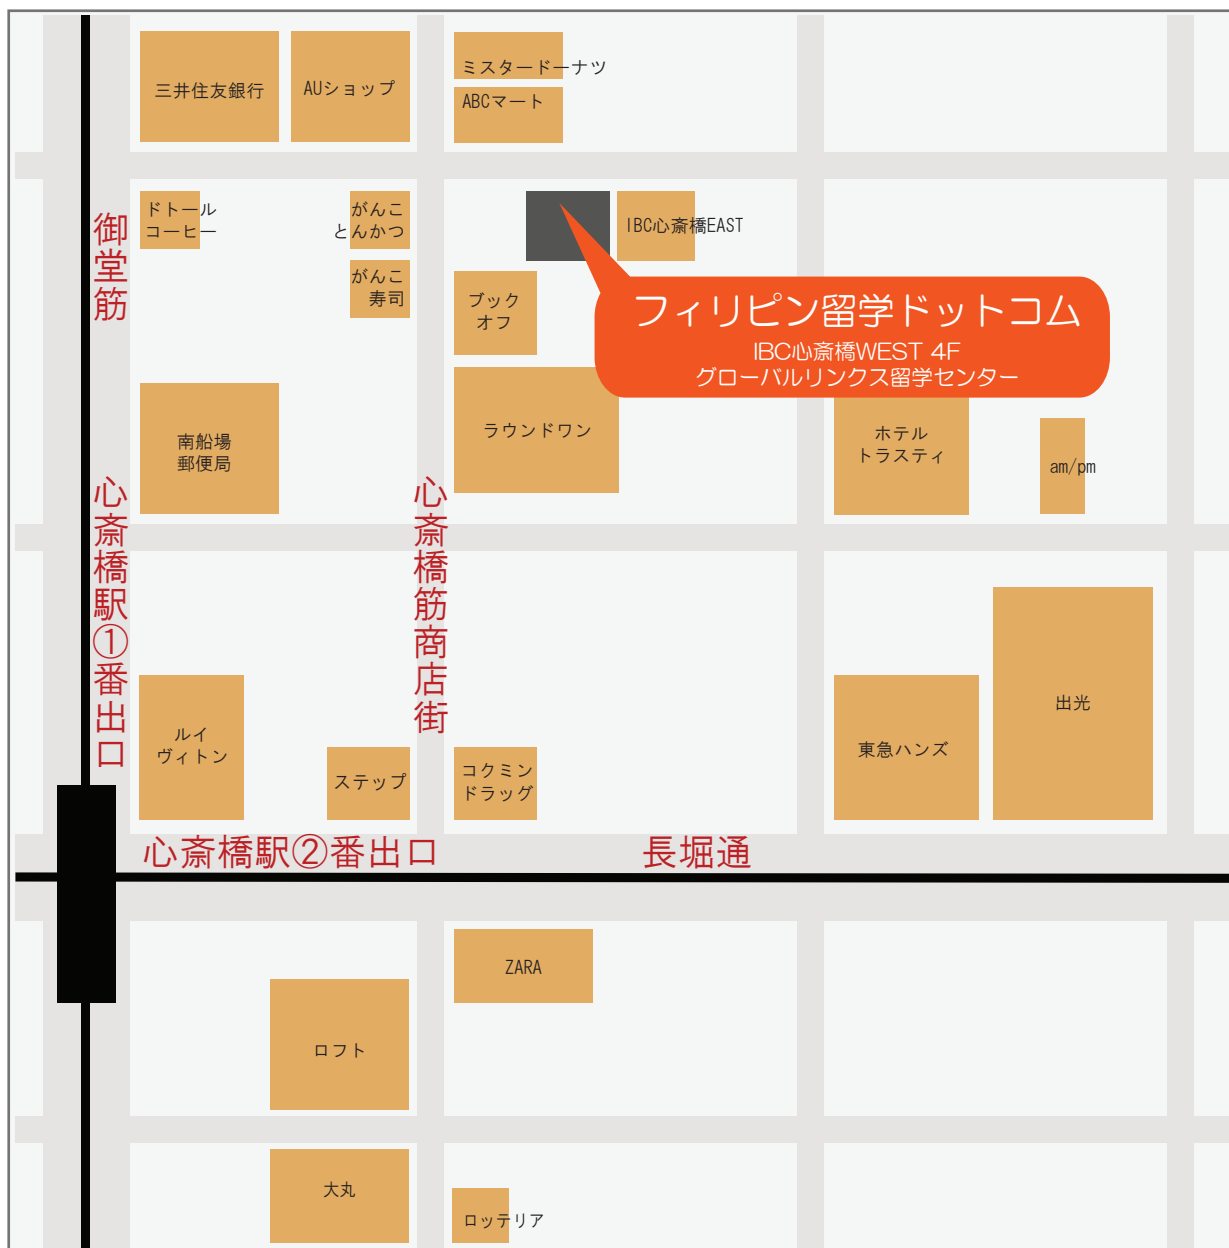 三井住友銀行
AUショップ
ミスタードーナツ
ABCマート
ドトール
コーヒー
がんこ
とんかつ
がんこ
寿司
IBC心斎橋EAST
御堂筋
ブック
オフ
フィリピン留学ドットコム
IBC心斎橋WEST 4F
グローバルリンクス留学センター
南船場
郵便局
ラウンドワン
ホテル
トラスティ
am/pm
心斎橋駅①番出口
心斎橋筋商店街
ルイ
ヴィトン
ステップ
コクミン
ドラッグ
東急ハンズ
出光
心斎橋駅②番出口
長堀通
ZARA
ロフト
大丸
ロッテリア